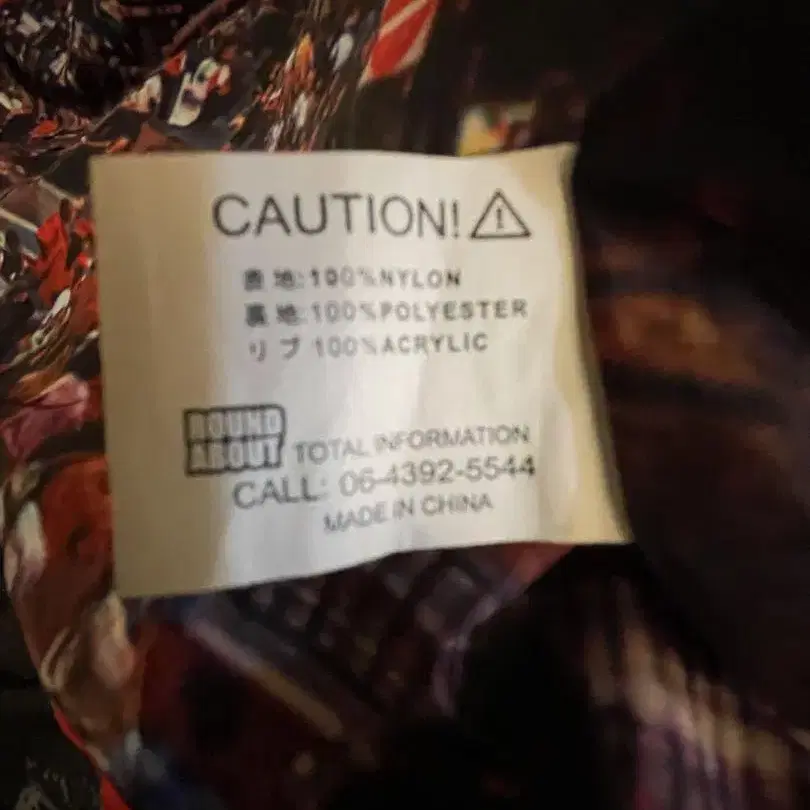 CAUTION!
表 地:100%NYLON
裏 地:100%POLYESTER
リブ 100%ACRYLIC
ROUND
ABOUT
TOTAL INFORMATION
CALL: 06-4392-5544
MADE IN CHINA